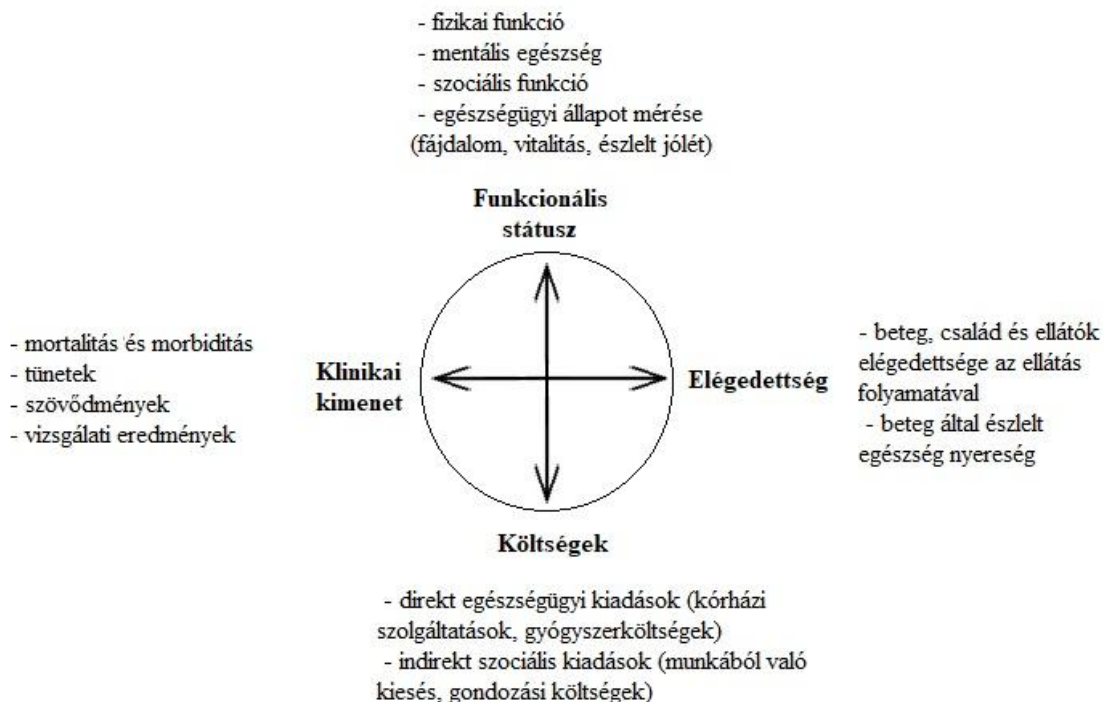 - fizikai funkció
- mentális egészség
- szociális funkció
- egészségügyi állapot mérése
(fájdalom, vitalitás, észlelt jólét)
Funkcionális
státusz
- mortalitás és morbiditás
- tünetek
- szövődmények
- vizsgálati eredmények
Klinikai
kimenet
Elégedettség
- beteg, család és ellátók
elégedettsége az ellátás
folyamatával
- beteg által észlelt
egészség nyereség
Költségek
- direkt egészségügyi kiadások (kórházi
szolgáltatások, gyógyszerköltségek)
- indirekt szociális kiadások (munkából való
kiesés, gondozási költségek)